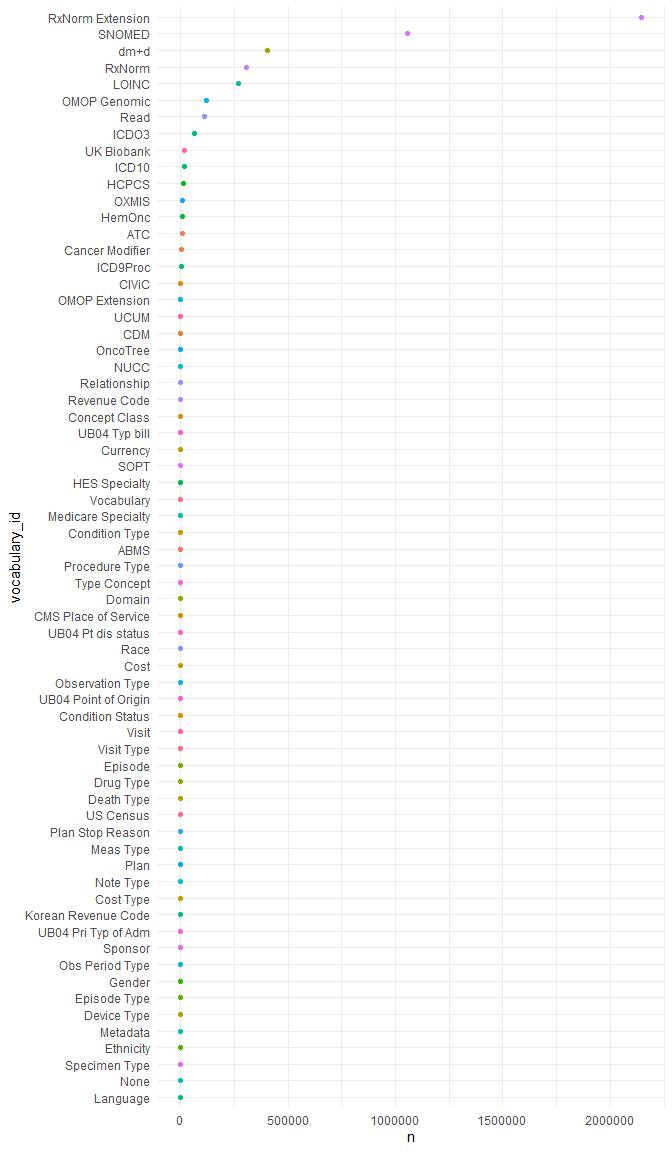 RxNorm Extension
SNOMED
dm+d
RxNorm
LOINC
OMOP Genomic
Read
ICDO3
UK Biobank
ICD10
HCPCS
OXMIS
HemOnc
ATC
Cancer Modifier
ICD9Proc
CIViC
OMOP Extension
UCUM
CDM
OncoTree
NUCC
Relationship
Revenue Code
Concept Class
UB04 Typ bill
Currency
SOPT
HES Specialty
Vocabulary
Medicare Specialty
Condition Type
ABMS
Procedure Type
Type Concept
Domain
CMS Place of Service
UB04 Pt dis status
Race
Cost
Observation Type
UB04 Point of Origin
Condition Status
Visit
Visit Type
Episode
Drug Type
Death Type
US Census
Plan Stop Reason
Meas Type
Plan
Note Type
Cost Type
Korean Revenue Code
UB04 Pri Typ of Adm
Sponsor
Obs Period Type
Gender
Episode Type
Device Type
Metadata
Ethnicity
Specimen Type
None
Language
vocabulary_id
0 500000 1000000 1500000 2000000
n